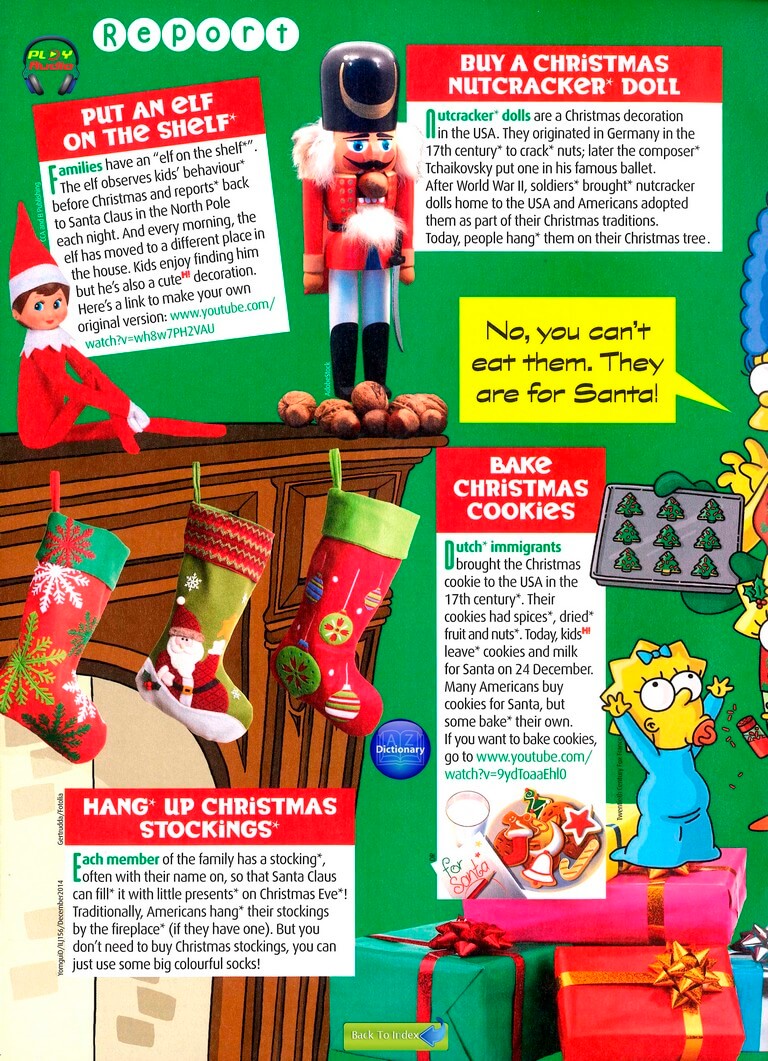 Report
PLAY
Audio
PUT AN ELF
ON THE SHELF*
Families have an "elf on the shelf*".
The elf observes kids' behaviour*
before Christmas and reports* back
to Santa Claus in the North Pole
each night. And every morning, the
elf has moved to a different place in
the house. Kids enjoy finding him
but he's also a cute H! decoration.
Here's a link to make your own
original version: www.youtube.com/
watch?v=wh8w7PH2VAU
CCA and B Publishing
BUY A CHRISTMAS
NUTCRACKER* DOLL
Nutcracker* dolls are a Christmas decoration
in the USA. They originated in Germany in the
17th century* to crack* nuts; later the composer*
Tchaikovsky put one in his famous ballet.
After World War II, soldiers* brought* nutcracker
dolls home to the USA and Americans adopted
them as part of their Christmas traditions.
Today, people hang* them on their Christmas tree.
AdobeStock
No, you can't
eat them. They
are for Santa!
BAKE
CHRISTMAS
COOKIES
Dutch* immigrants
brought the Christmas
cookie to the USA in the
17th century*. Their
cookies had spices*, dried*
fruit and nuts*. Today, kids H!
leave* cookies and milk
for Santa on 24 December.
Many Americans buy
cookies for Santa, but
some bake* their own.
If you want to bake cookies,
go to www.youtube.com/
watch?v=9ydToaaEhl0
for
Santa
Twentieth Century Fox
A-Z
Dictionary
HANG* UP CHRISTMAS
STOCKINGS*
Each member of the family has a stocking*,
often with their name on, so that Santa Claus
can fill* it with little presents* on Christmas Eve*!
Traditionally, Americans hang* their stockings
by the fireplace* (if they have one). But you
don't need to buy Christmas stockings, you can
just use some big colourful socks!
Gertrudda/Fotolia
YonguiD/ILJ156/December2014
Back To Index